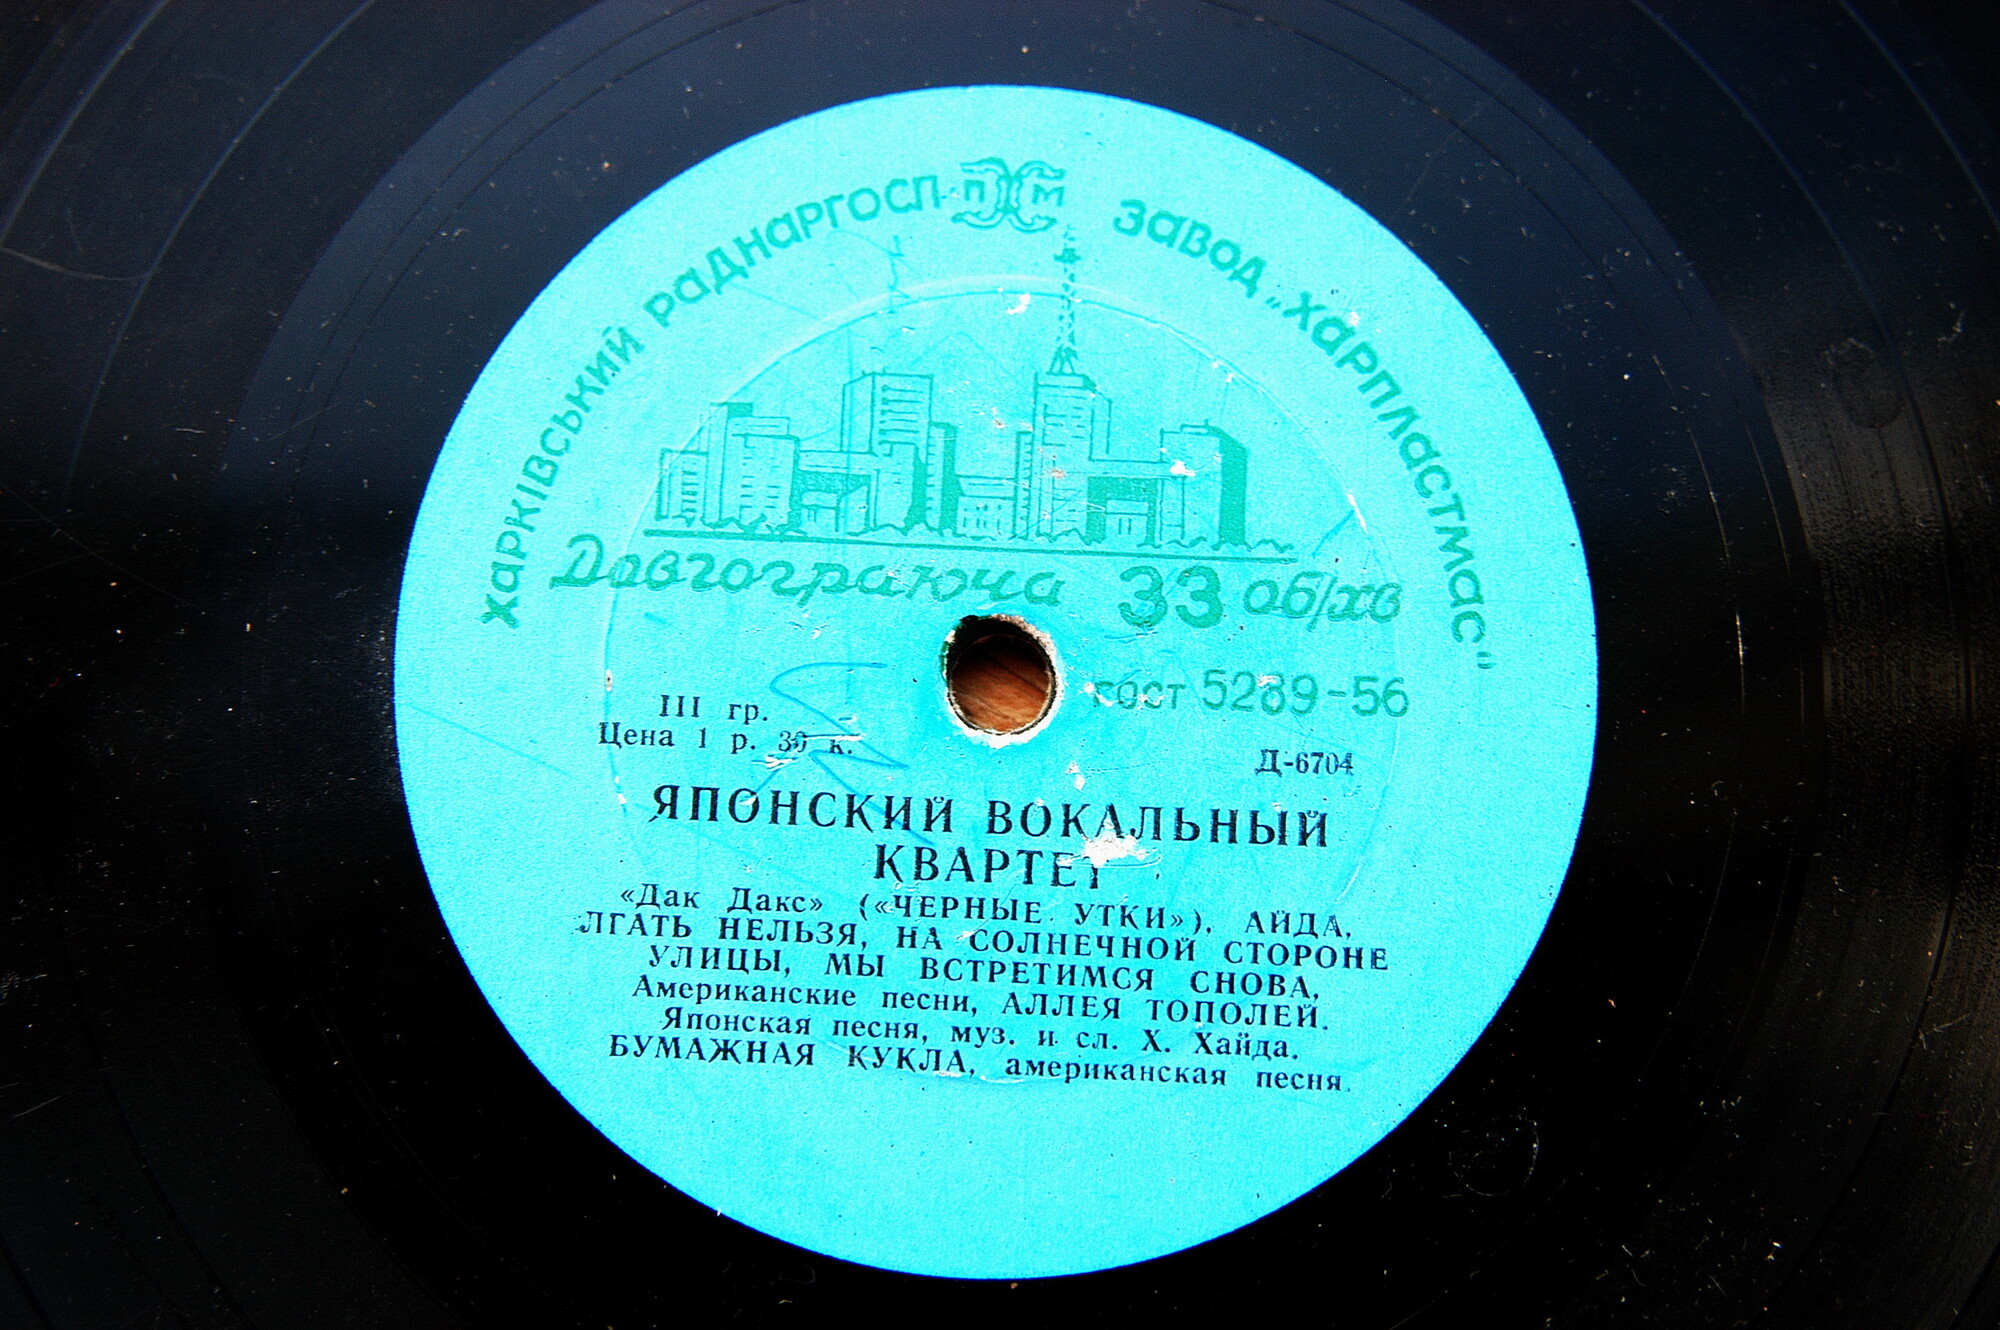 Харківський раднаргосп ПХМ завод „Харпластмас"
Довгограюча 33 об/хв
гост 5289-56
III гр.
Цена 1 р. 30 к.
Д-6704
ЯПОНСКИЙ ВОКАЛЬНЫЙ
КВАРТЕТ
«Дак Дакс» («ЧЕРНЫЕ УТКИ»). АЙДА,
ЛГАТЬ НЕЛЬЗЯ, НА СОЛНЕЧНОЙ СТОРОНЕ
УЛИЦЫ, МЫ ВСТРЕТИМСЯ СНОВА,
Американские песни, АЛЛЕЯ ТОПОЛЕЙ.
Японская песня, муз. и сл. Х. Хайда.
БУМАЖНАЯ КУКЛА, американская песня.